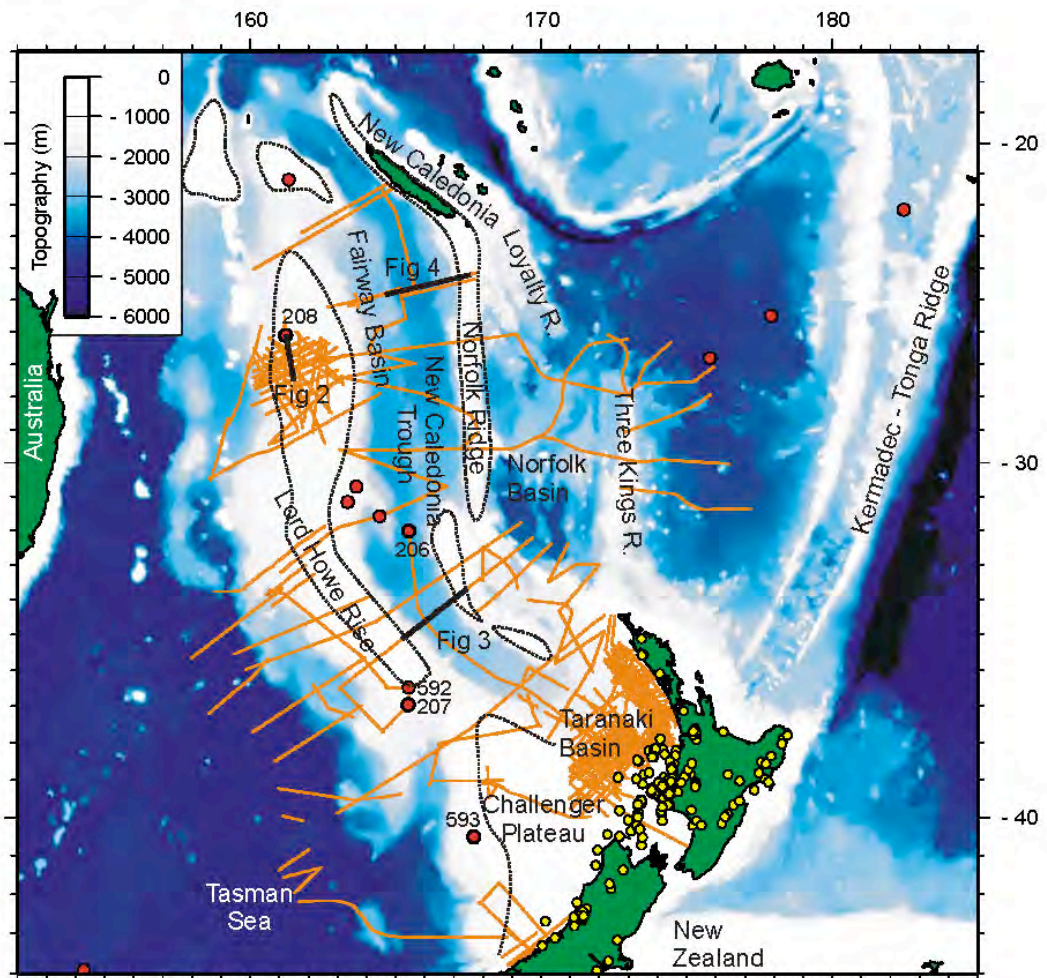 160
170
180
Topography (m)
0
- 1000
- 2000
- 3000
- 4000
- 5000
- 6000
- 20
- 30
- 40
New Caledonia
Loyalty R.
Fairway Basin
Fig 4
208
Fig 2
Norfolk Ridge
New Caledonia
Trough
Three Kings R.
Norfolk
Basin
Kermadec - Tonga Ridge
Australia
Lord Howe Rise
206
Fig 3
592
207
Taranaki
Basin
Challenger
Plateau
593
Tasman
Sea
New
Zealand